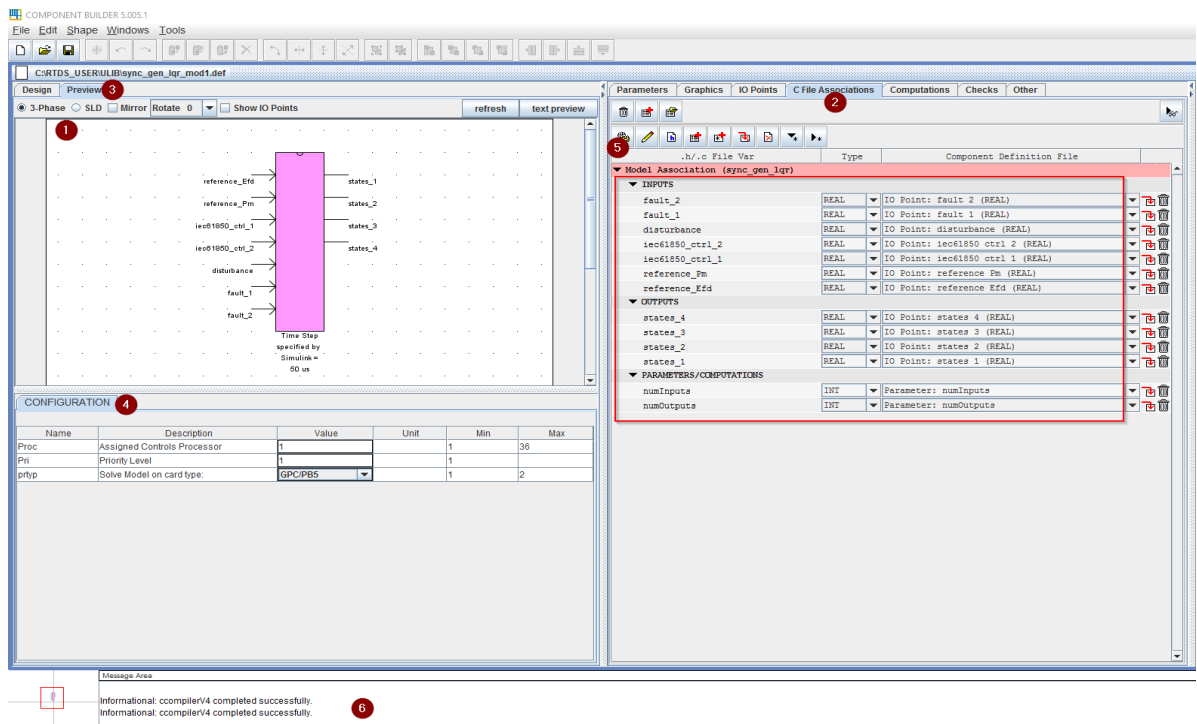 COMPONENT BUILDER 5.005.1
File Edit Shape Windows Tools
C:\RTDS_USER\ULIB\sync_gen_lqr_mod1.def
Design Preview 3
3-Phase SLD Mirror Rotate 0 Show IO Points refresh text preview
1
reference_Efd states_1
reference_Pm states_2
iec61850_ctrl_1 states_3
iec61850_ctrl_2 states_4
disturbance
fault_1
fault_2
Time Step
specified by
Simulink =
50 us
CONFIGURATION 4
Name Description Value Unit Min Max
Proc Assigned Controls Processor 1 1 36
Pri Priority Level 1 1
prtyp Solve Model on card type: GPC/PB5 1 2
Parameters Graphics IO Points C File Associations Computations Checks Other
2
5
.h/.c File Var Type Component Definition File
Model Association (sync_gen_lqr)
INPUTS
fault_2 REAL IO Point: fault 2 (REAL)
fault_1 REAL IO Point: fault 1 (REAL)
disturbance REAL IO Point: disturbance (REAL)
iec61850_ctrl_2 REAL IO Point: iec61850 ctrl 2 (REAL)
iec61850_ctrl_1 REAL IO Point: iec61850 ctrl 1 (REAL)
reference_Pm REAL IO Point: reference Pm (REAL)
reference_Efd REAL IO Point: reference Efd (REAL)
OUTPUTS
states_4 REAL IO Point: states 4 (REAL)
states_3 REAL IO Point: states 3 (REAL)
states_2 REAL IO Point: states 2 (REAL)
states_1 REAL IO Point: states 1 (REAL)
PARAMETERS/COMPUTATIONS
numInputs INT Parameter: numInputs
numOutputs INT Parameter: numOutputs
Message Area
Informational: ccompilerV4 completed successfully.
Informational: ccompilerV4 completed successfully.
6